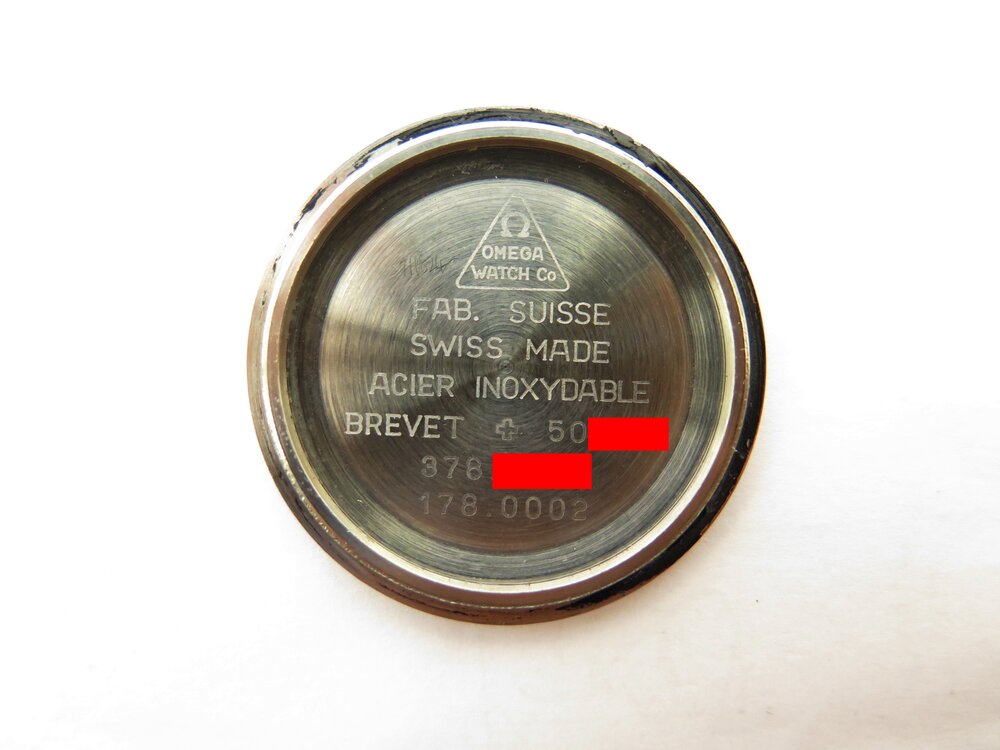 Ω
OMEGA
WATCH Co
FAB. SUISSE
SWISS MADE
ACIER INOXYDABLE
BREVET ✚ 50
378
178.0002